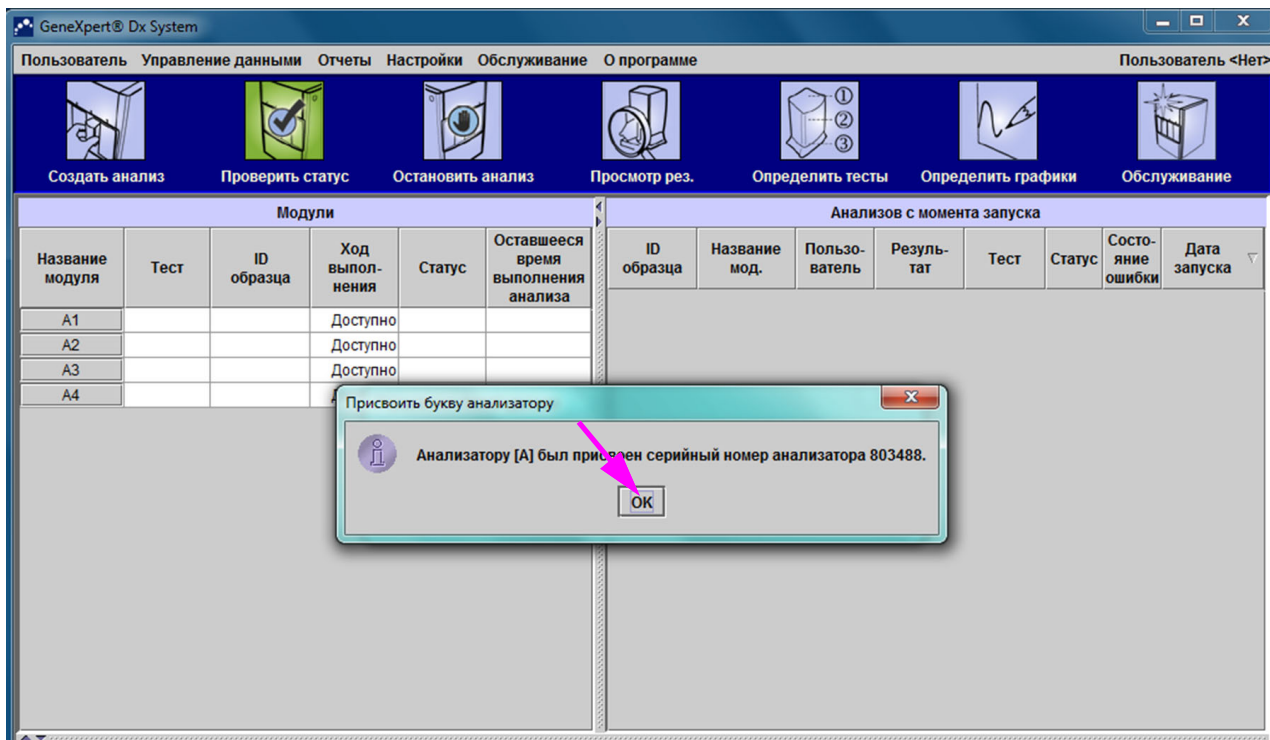 GeneXpert® Dx System
Пользователь Управление данными Отчеты Настройки Обслуживание О программе Пользователь <Нет>
Создать анализ Проверить статус Остановить анализ Просмотр рез. Определить тесты Определить графики Обслуживание
Модули
Название модуля
Тест
ID образца
Ход выпол-
нения
Статус
Оставшееся время выполнения анализа
A1 Доступно
A2 Доступно
A3 Доступно
A4
Анализов с момента запуска
ID образца
Название мод.
Пользо-
ватель
Резуль-
тат
Тест
Статус
Состо-
яние
ошибки
Дата запуска
Присвоить букву анализатору
Анализатору [A] был присвоен серийный номер анализатора 803488.
OK